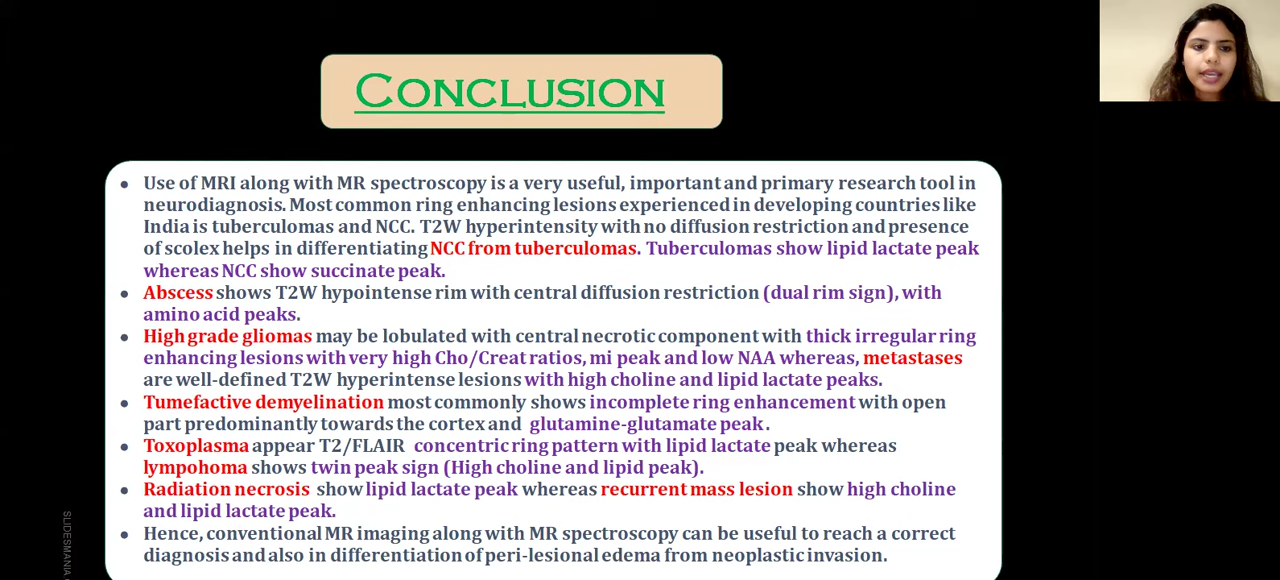 CONCLUSION
• Use of MRI along with MR spectroscopy is a very useful, important and primary research tool in
neurodiagnosis. Most common ring enhancing lesions experienced in developing countries like
India is tuberculomas and NCC. T2W hyperintensity with no diffusion restriction and presence
of scolex helps in differentiating NCC from tuberculomas. Tuberculomas show lipid lactate peak
whereas NCC show succinate peak.
• Abscess shows T2W hypointense rim with central diffusion restriction (dual rim sign), with
amino acid peaks.
• High grade gliomas may be lobulated with central necrotic component with thick irregular ring
enhancing lesions with very high Cho/Creat ratios, mi peak and low NAA whereas, metastases
are well-defined T2W hyperintense lesions with high choline and lipid lactate peaks.
• Tumefactive demyelination most commonly shows incomplete ring enhancement with open
part predominantly towards the cortex and glutamine-glutamate peak.
• Toxoplasma appear T2/FLAIR concentric ring pattern with lipid lactate peak whereas
lympohoma shows twin peak sign (High choline and lipid peak).
• Radiation necrosis show lipid lactate peak whereas recurrent mass lesion show high choline
and lipid lactate peak.
• Hence, conventional MR imaging along with MR spectroscopy can be useful to reach a correct
diagnosis and also in differentiation of peri-lesional edema from neoplastic invasion.
SLIDESMANIA